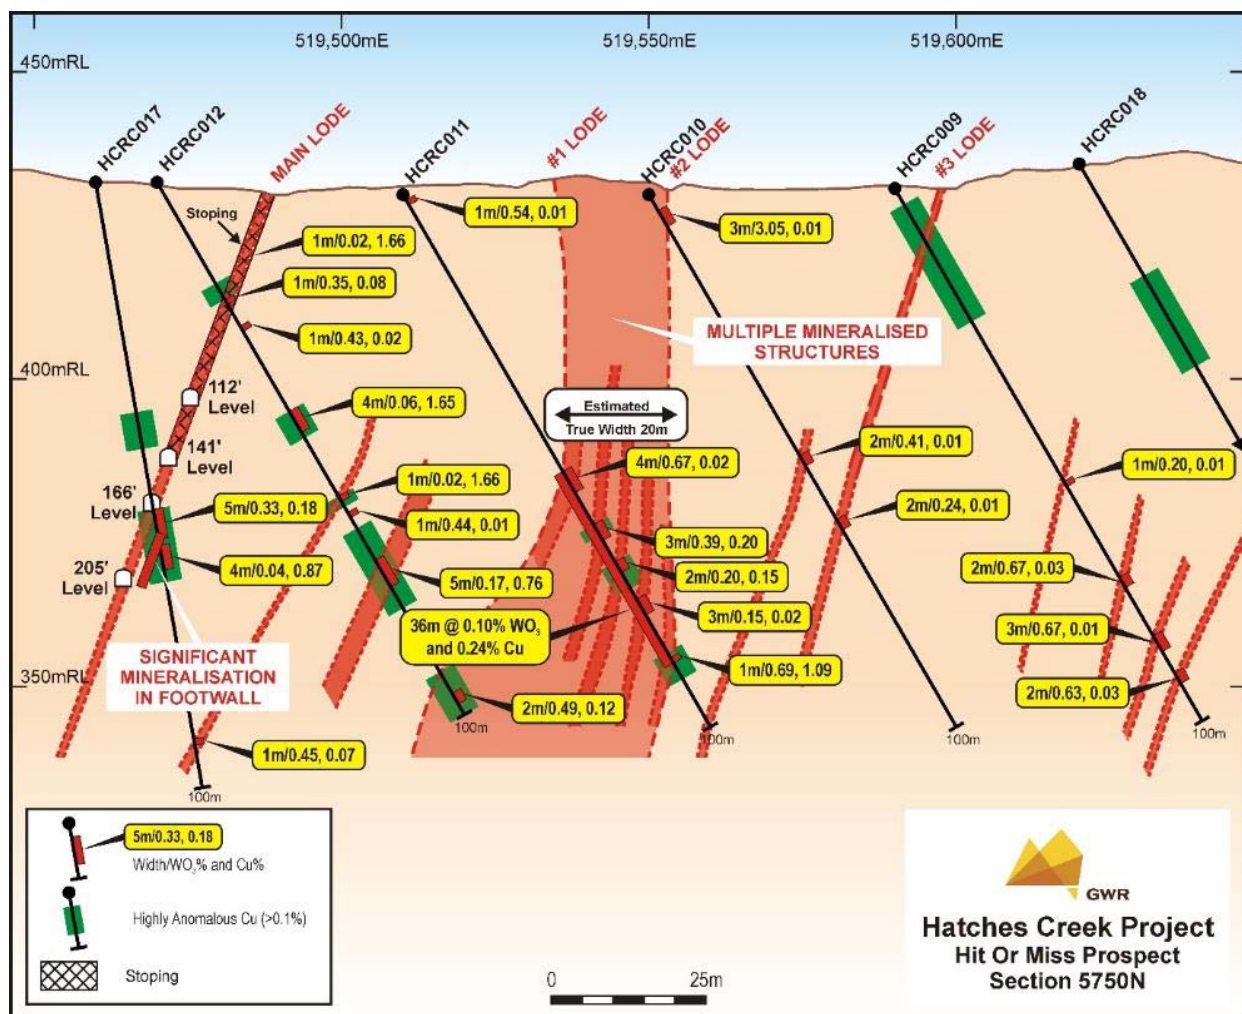 519,500mE
519,550mE
519,600mE
450mRL
400mRL
350mRL
HCRC017
HCRC012
MAIN LODE
HCRC011
#1 LODE
HCRC010
#2 LODE
HCRC009
#3 LODE
HCRC018
Stoping
1m/0.02, 1.66
1m/0.35, 0.08
1m/0.43, 0.02
4m/0.06, 1.65
1m/0.02, 1.66
1m/0.44, 0.01
5m/0.17, 0.76
36m @ 0.10% WO₃
and 0.24% Cu
2m/0.49, 0.12
1m/0.54, 0.01
3m/3.05, 0.01
MULTIPLE MINERALISED
STRUCTURES
Estimated
True Width 20m
4m/0.67, 0.02
3m/0.39, 0.20
2m/0.20, 0.15
3m/0.15, 0.02
1m/0.69, 1.09
2m/0.41, 0.01
2m/0.24, 0.01
1m/0.20, 0.01
2m/0.67, 0.03
3m/0.67, 0.01
2m/0.63, 0.03
112'
Level
141'
Level
166'
Level
205'
Level
5m/0.33, 0.18
4m/0.04, 0.87
SIGNIFICANT
MINERALISATION
IN FOOTWALL
1m/0.45, 0.07
100m
100m
100m
100m
100m
5m/0.33, 0.18
Width/WO₃% and Cu%
Highly Anomalous Cu (>0.1%)
Stoping
0
25m
GWR
Hatches Creek Project
Hit Or Miss Prospect
Section 5750N